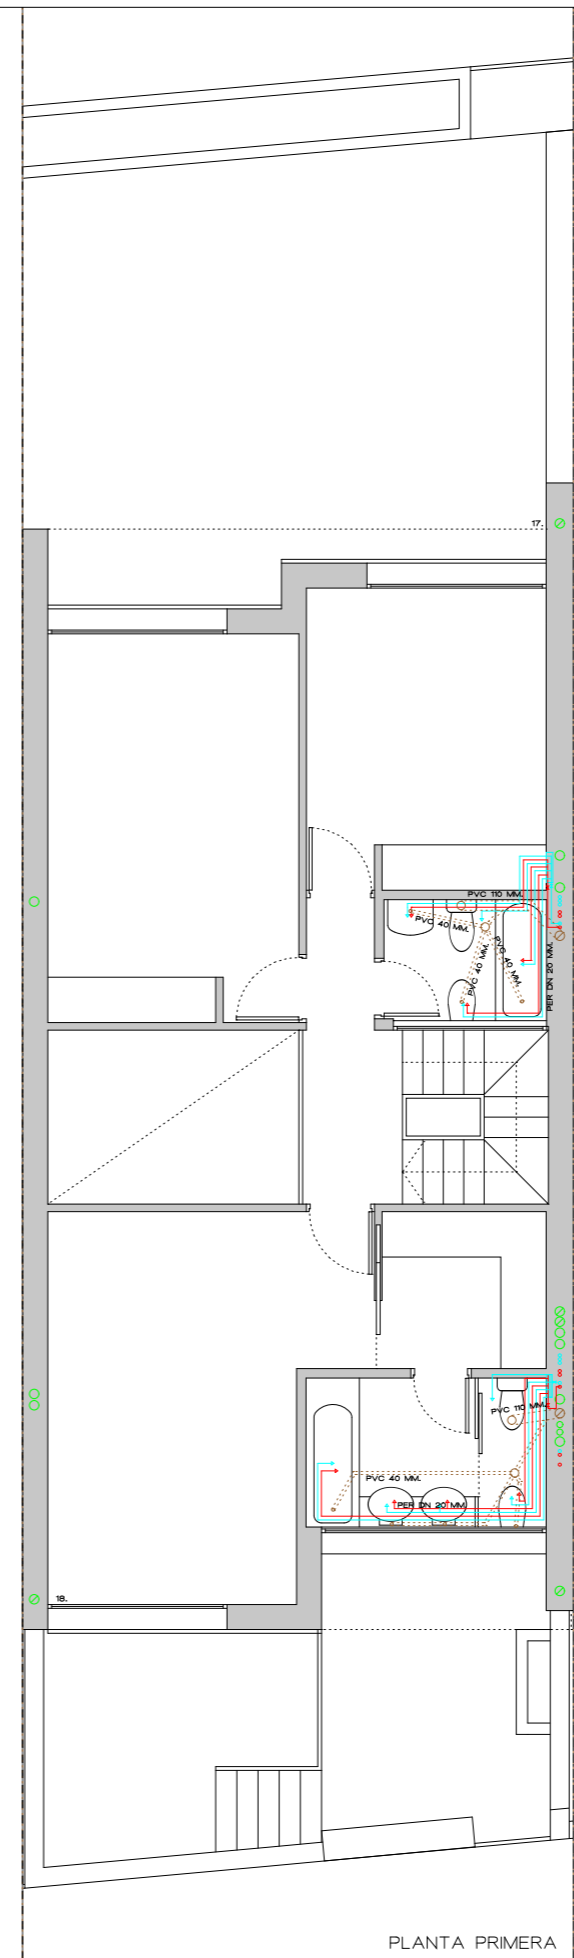 17.
PVC 110 MM.
PVC 40 MM.
PVC 40 MM.
PVC 40 MM.
PER DN 20 MM.
PVC 110 MM.
PVC 40 MM.
PER DN 20 MM.
18.
PLANTA PRIMERA